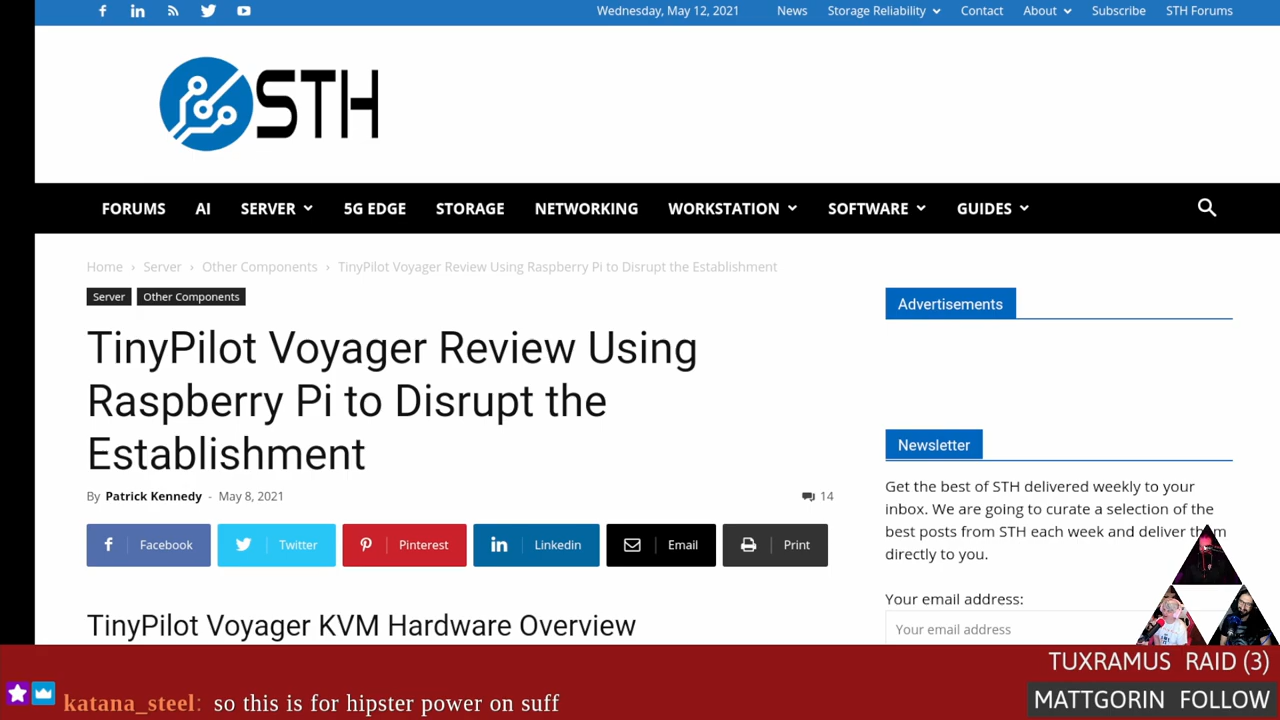 Wednesday, May 12, 2021 News Storage Reliability Contact About Subscribe STH Forums
STH
FORUMS AI SERVER 5G EDGE STORAGE NETWORKING WORKSTATION SOFTWARE GUIDES
Home › Server › Other Components › TinyPilot Voyager Review Using Raspberry Pi to Disrupt the Establishment
Server Other Components
TinyPilot Voyager Review Using
Raspberry Pi to Disrupt the
Establishment
By Patrick Kennedy - May 8, 2021 14
Facebook Twitter Pinterest Linkedin Email Print
TinyPilot Voyager KVM Hardware Overview
Advertisements
Newsletter
Get the best of STH delivered weekly to your
inbox. We are going to curate a selection of the
best posts from STH each week and deliver them
directly to you.
Your email address:
Your email address
TUXRAMUS RAID (3)
katana_steel: so this is for hipster power on suff
MATTGORIN FOLLOW